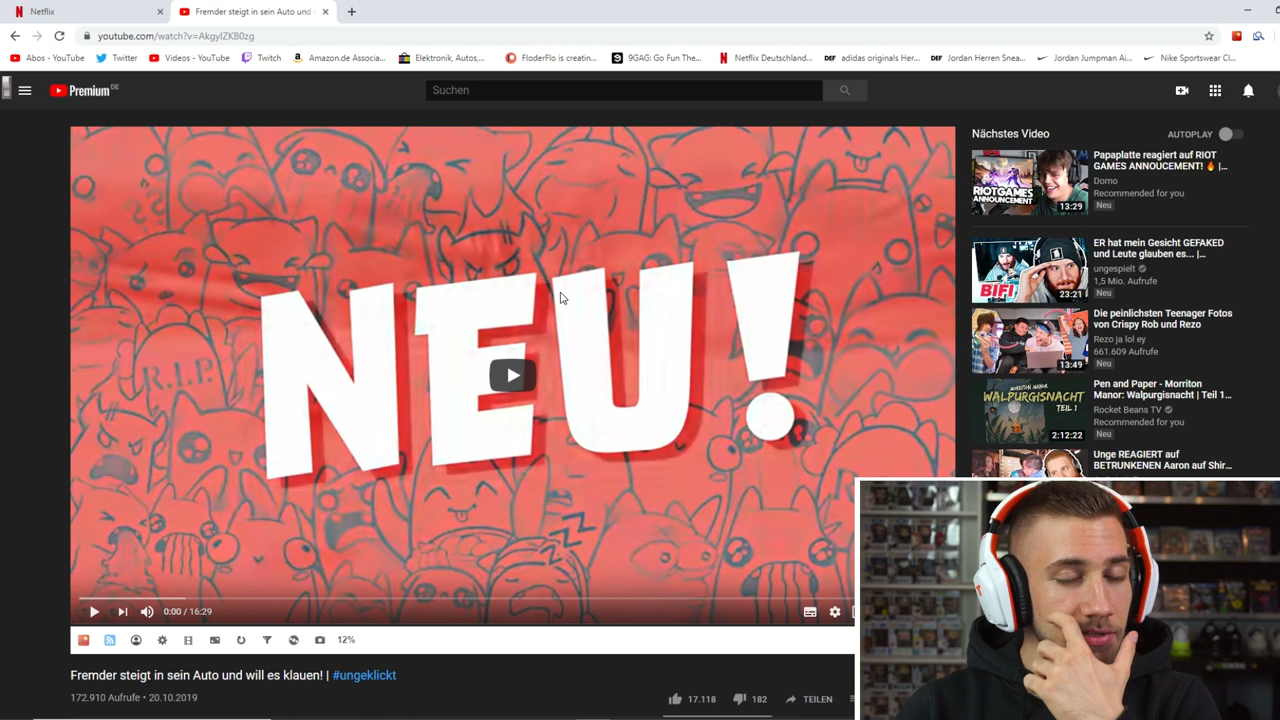 Netflix
Fremder steigt in sein Auto und
youtube.com/watch?v=AkgyIZKB0zg
Abos - YouTube
Twitter
Videos - YouTube
Twitch
Amazon.de Associa...
Elektronik, Autos,...
FloderFlo is creatin...
9GAG: Go Fun The...
Netflix Deutschland...
adidas originals Her...
Jordan Herren Snea...
Jordan Jumpman Ai...
Nike Sportswear Cl...
Premium DE
Suchen
NEU!
R.I.P.
0:00 / 16:29
12%
Fremder steigt in sein Auto und will es klauen! | #ungeklickt
172.910 Aufrufe • 20.10.2019
17.118
182
TEILEN
Nächstes Video
AUTOPLAY
RIOTGAMES
ANNOUNCEMENT
13:29
Papaplatte reagiert auf RIOT
GAMES ANNOUCEMENT! 🔥 |...
Domo
Recommended for you
Neu
BIFI
23:21
ER hat mein Gesicht GEFAKED
und Leute glauben es... |...
ungespielt
1,5 Mio. Aufrufe
Neu
13:49
Die peinlichsten Teenager Fotos
von Crispy Rob und Rezo
Rezo ja lol ey
661.609 Aufrufe
Neu
MORRITON MANOR:
WALPURGISNACHT
TEIL 1
2:12:22
Pen and Paper - Morriton
Manor: Walpurgisnacht | Teil 1...
Rocket Beans TV
Recommended for you
Neu
Unge REAGIERT auf
BETRUNKENEN Aaron auf Shir...